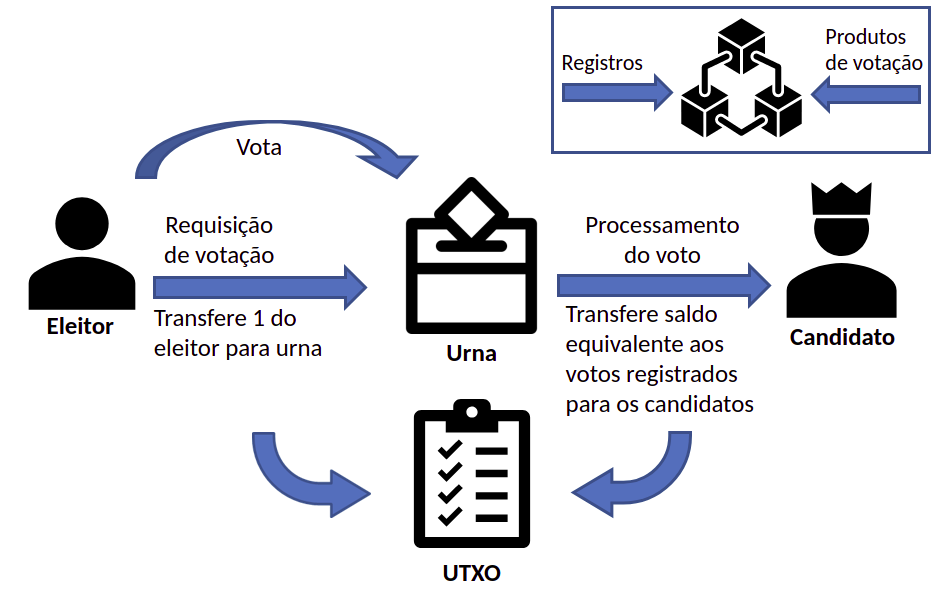 Registros
Produtos
de votação
Vota
Requisição
de votação
Transfere 1 do
eleitor para urna
Eleitor
Urna
Processamento
do voto
Transfere saldo
equivalente aos
votos registrados
para os candidatos
Candidato
UTXO